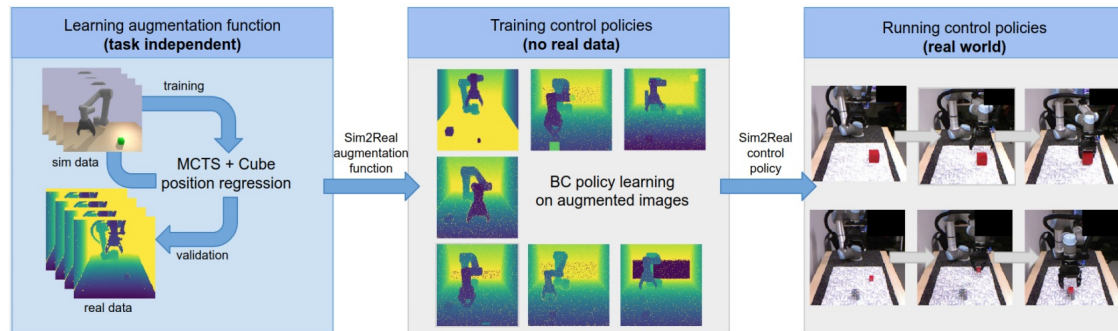 Learning augmentation function
(task independent)
training
sim data
MCTS + Cube
position regression
validation
real data
Sim2Real
augmentation
function
Training control policies
(no real data)
BC policy learning
on augmented images
Sim2Real
control
policy
Running control policies
(real world)